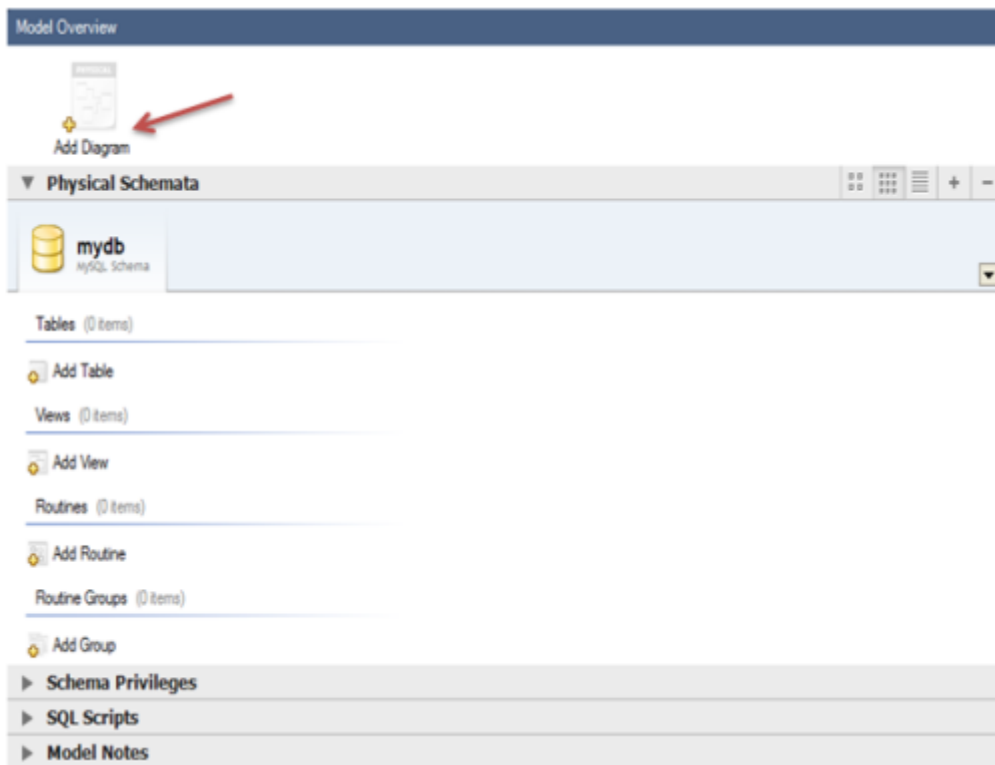 Model Overview
PHYSICAL
Add Diagram
Physical Schemata
mydb
MySQL Schema
Tables (0 items)
Add Table
Views (0 items)
Add View
Routines (0 items)
Add Routine
Routine Groups (0 items)
Add Group
Schema Privileges
SQL Scripts
Model Notes